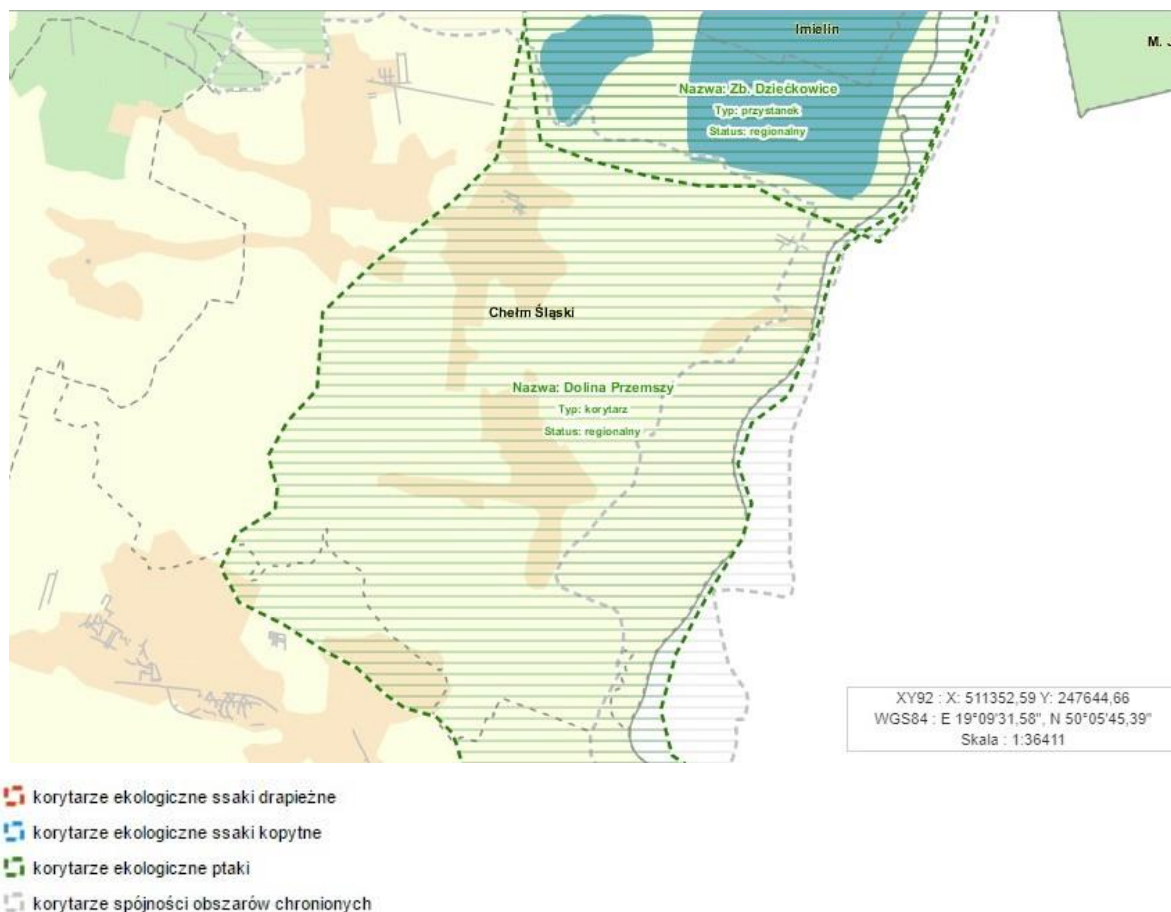 Imielin
M. J
Nazwa: Zb. Dziećkowice
Typ: przystanek
Status: regionalny
Chełm Śląski
Nazwa: Dolina Przemszy
Typ: korytarz
Status: regionalny
XY92 : X: 511352,59 Y: 247644,66
WGS84 : E 19°09'31,58", N 50°05'45,39"
Skala : 1:36411
korytarze ekologiczne ssaki drapieżne
korytarze ekologiczne ssaki kopytne
korytarze ekologiczne ptaki
korytarze spójności obszarów chronionych